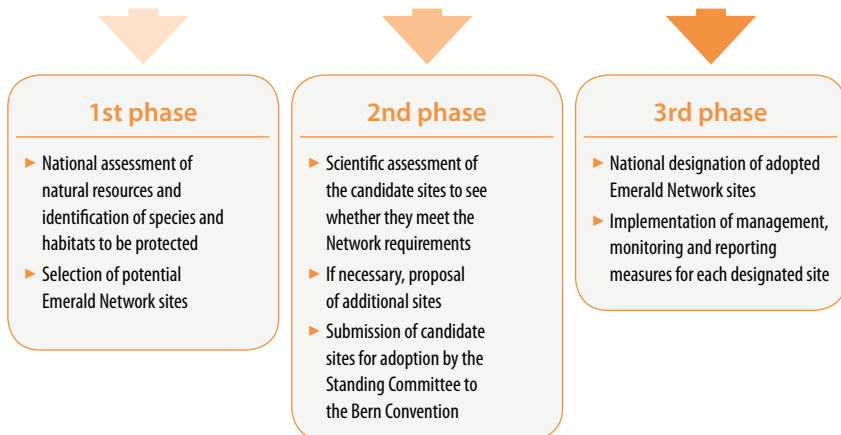 1st phase
► National assessment of
natural resources and
identification of species and
habitats to be protected
► Selection of potential
Emerald Network sites
2nd phase
► Scientific assessment of
the candidate sites to see
whether they meet the
Network requirements
► If necessary, proposal
of additional sites
► Submission of candidate
sites for adoption by the
Standing Committee to
the Bern Convention
3rd phase
► National designation of adopted
Emerald Network sites
► Implementation of management,
monitoring and reporting
measures for each designated site